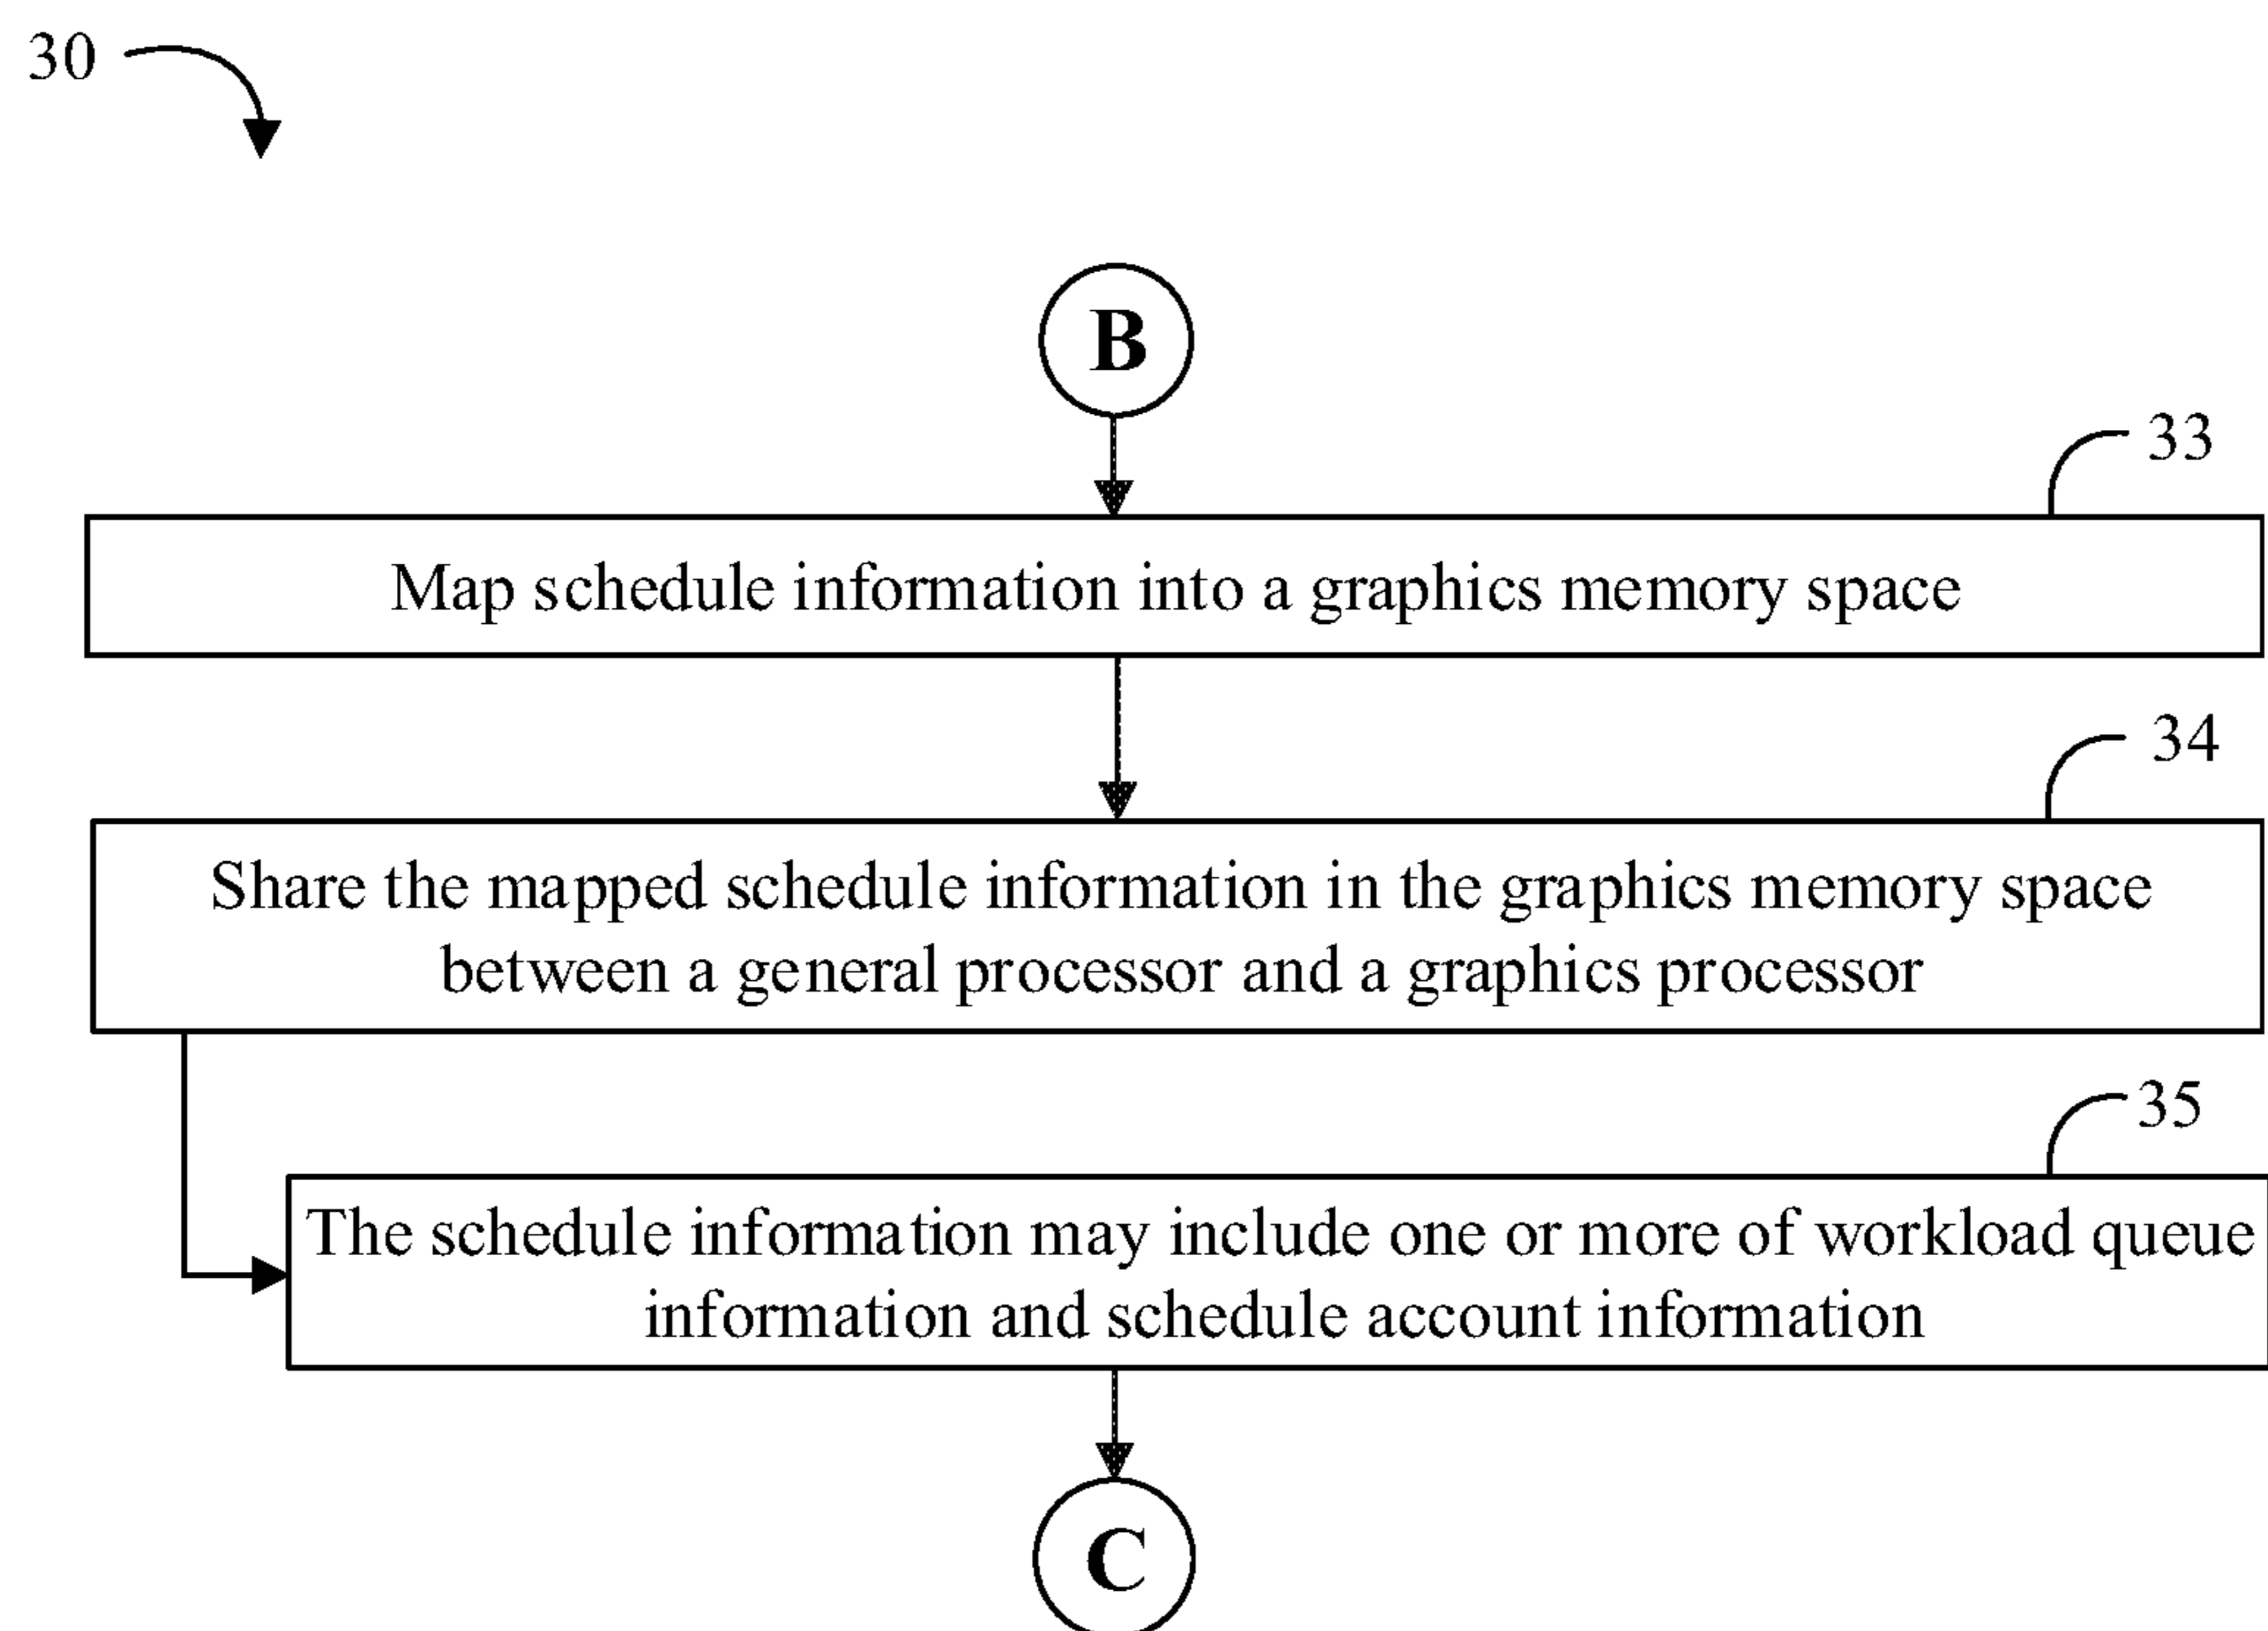 30
B
33
Map schedule information into a graphics memory space
34
Share the mapped schedule information in the graphics memory space
between a general processor and a graphics processor
35
The schedule information may include one or more of workload queue
information and schedule account information
C